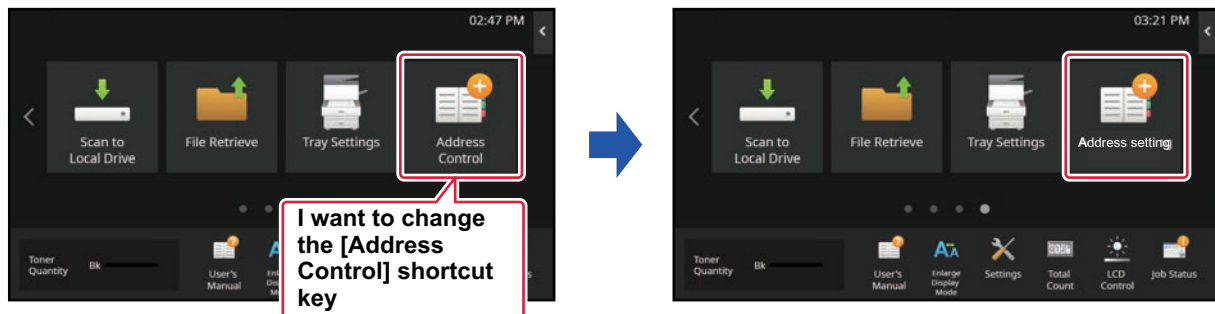 02:47 PM
Scan to
Local Drive
File Retrieve
Tray Settings
Address
Control
I want to change
the [Address
Control] shortcut
key
Toner
Quantity
Bk
User's
Manual
03:21 PM
Scan to
Local Drive
File Retrieve
Tray Settings
Address setting
Toner
Quantity
Bk
User's
Manual
Enlarge
Display
Mode
Settings
Total
Count
LCD
Control
Job Status